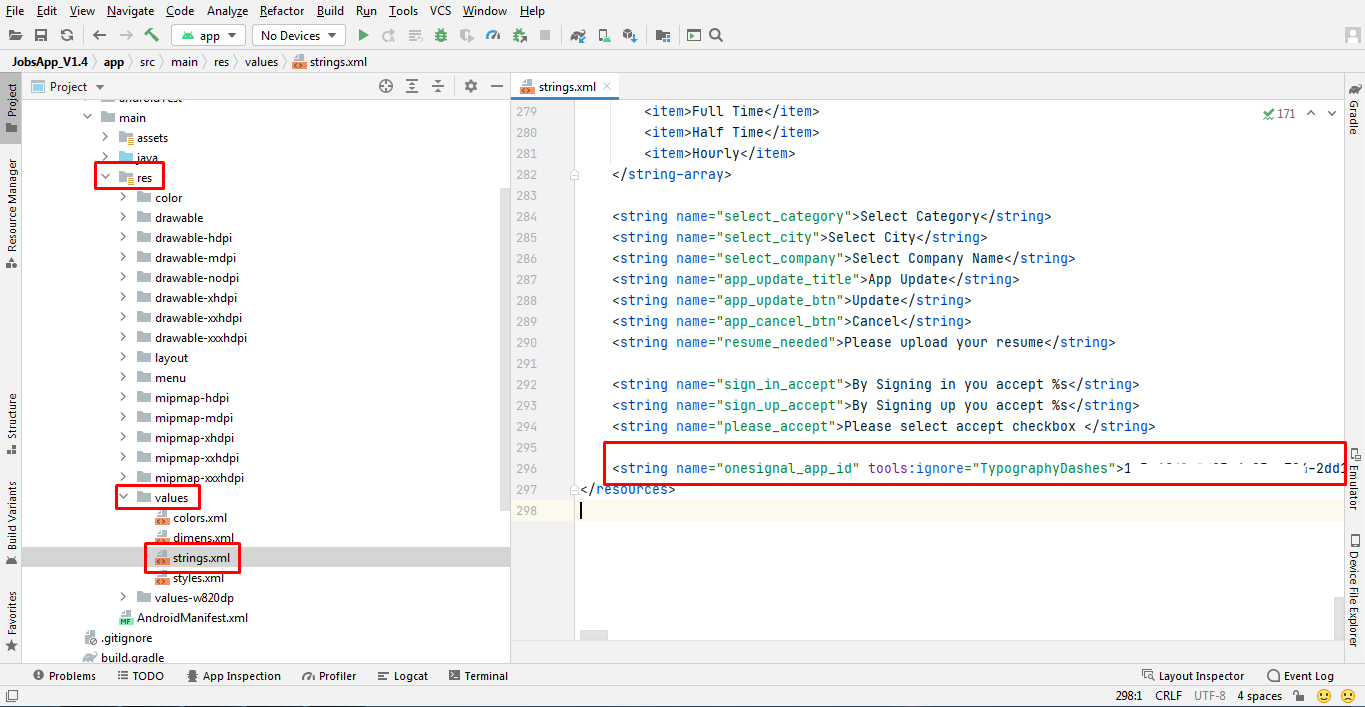 File Edit View Navigate Code Analyze Refactor Build Run Tools VCS Window Help
app No Devices
JobsApp_V1.4 app src main res values strings.xml
Project
strings.xml
Project
Resource Manager
Structure
Build Variants
Favorites
main
assets
java
res
color
drawable
drawable-hdpi
drawable-mdpi
drawable-nodpi
drawable-xhdpi
drawable-xxhdpi
drawable-xxxhdpi
layout
menu
mipmap-hdpi
mipmap-mdpi
mipmap-xhdpi
mipmap-xxhdpi
mipmap-xxxhdpi
values
colors.xml
dimens.xml
strings.xml
styles.xml
values-w820dp
AndroidManifest.xml
.gitignore
build.gradle
171
279 <item>Full Time</item>
280 <item>Half Time</item>
281 <item>Hourly</item>
282 </string-array>
283
284 <string name="select_category">Select Category</string>
285 <string name="select_city">Select City</string>
286 <string name="select_company">Select Company Name</string>
287 <string name="app_update_title">App Update</string>
288 <string name="app_update_btn">Update</string>
289 <string name="app_cancel_btn">Cancel</string>
290 <string name="resume_needed">Please upload your resume</string>
291
292 <string name="sign_in_accept">By Signing in you accept %s</string>
293 <string name="sign_up_accept">By Signing up you accept %s</string>
294 <string name="please_accept">Please select accept checkbox </string>
295
296 <string name="onesignal_app_id" tools:ignore="TypographyDashes">
297 </resources>
298
Gradle
Emulator
Device File Explorer
Problems TODO App Inspection Profiler Logcat Terminal Layout Inspector Event Log
298:1 CRLF UTF-8 4 spaces